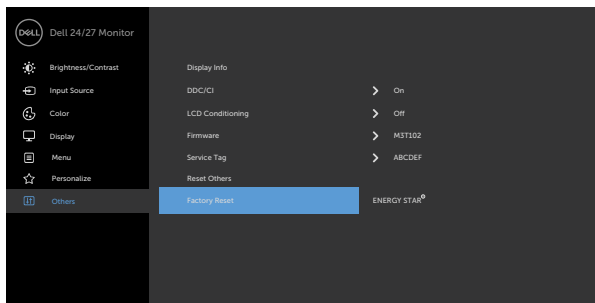 DELL Dell 24/27 Monitor
Brightness/Contrast Display Info
Input Source DDC/CI On
Color LCD Conditioning Off
Display Firmware M3T102
Menu Service Tag ABCDEF
Personalize Reset Others
Others Factory Reset ENERGY STAR®